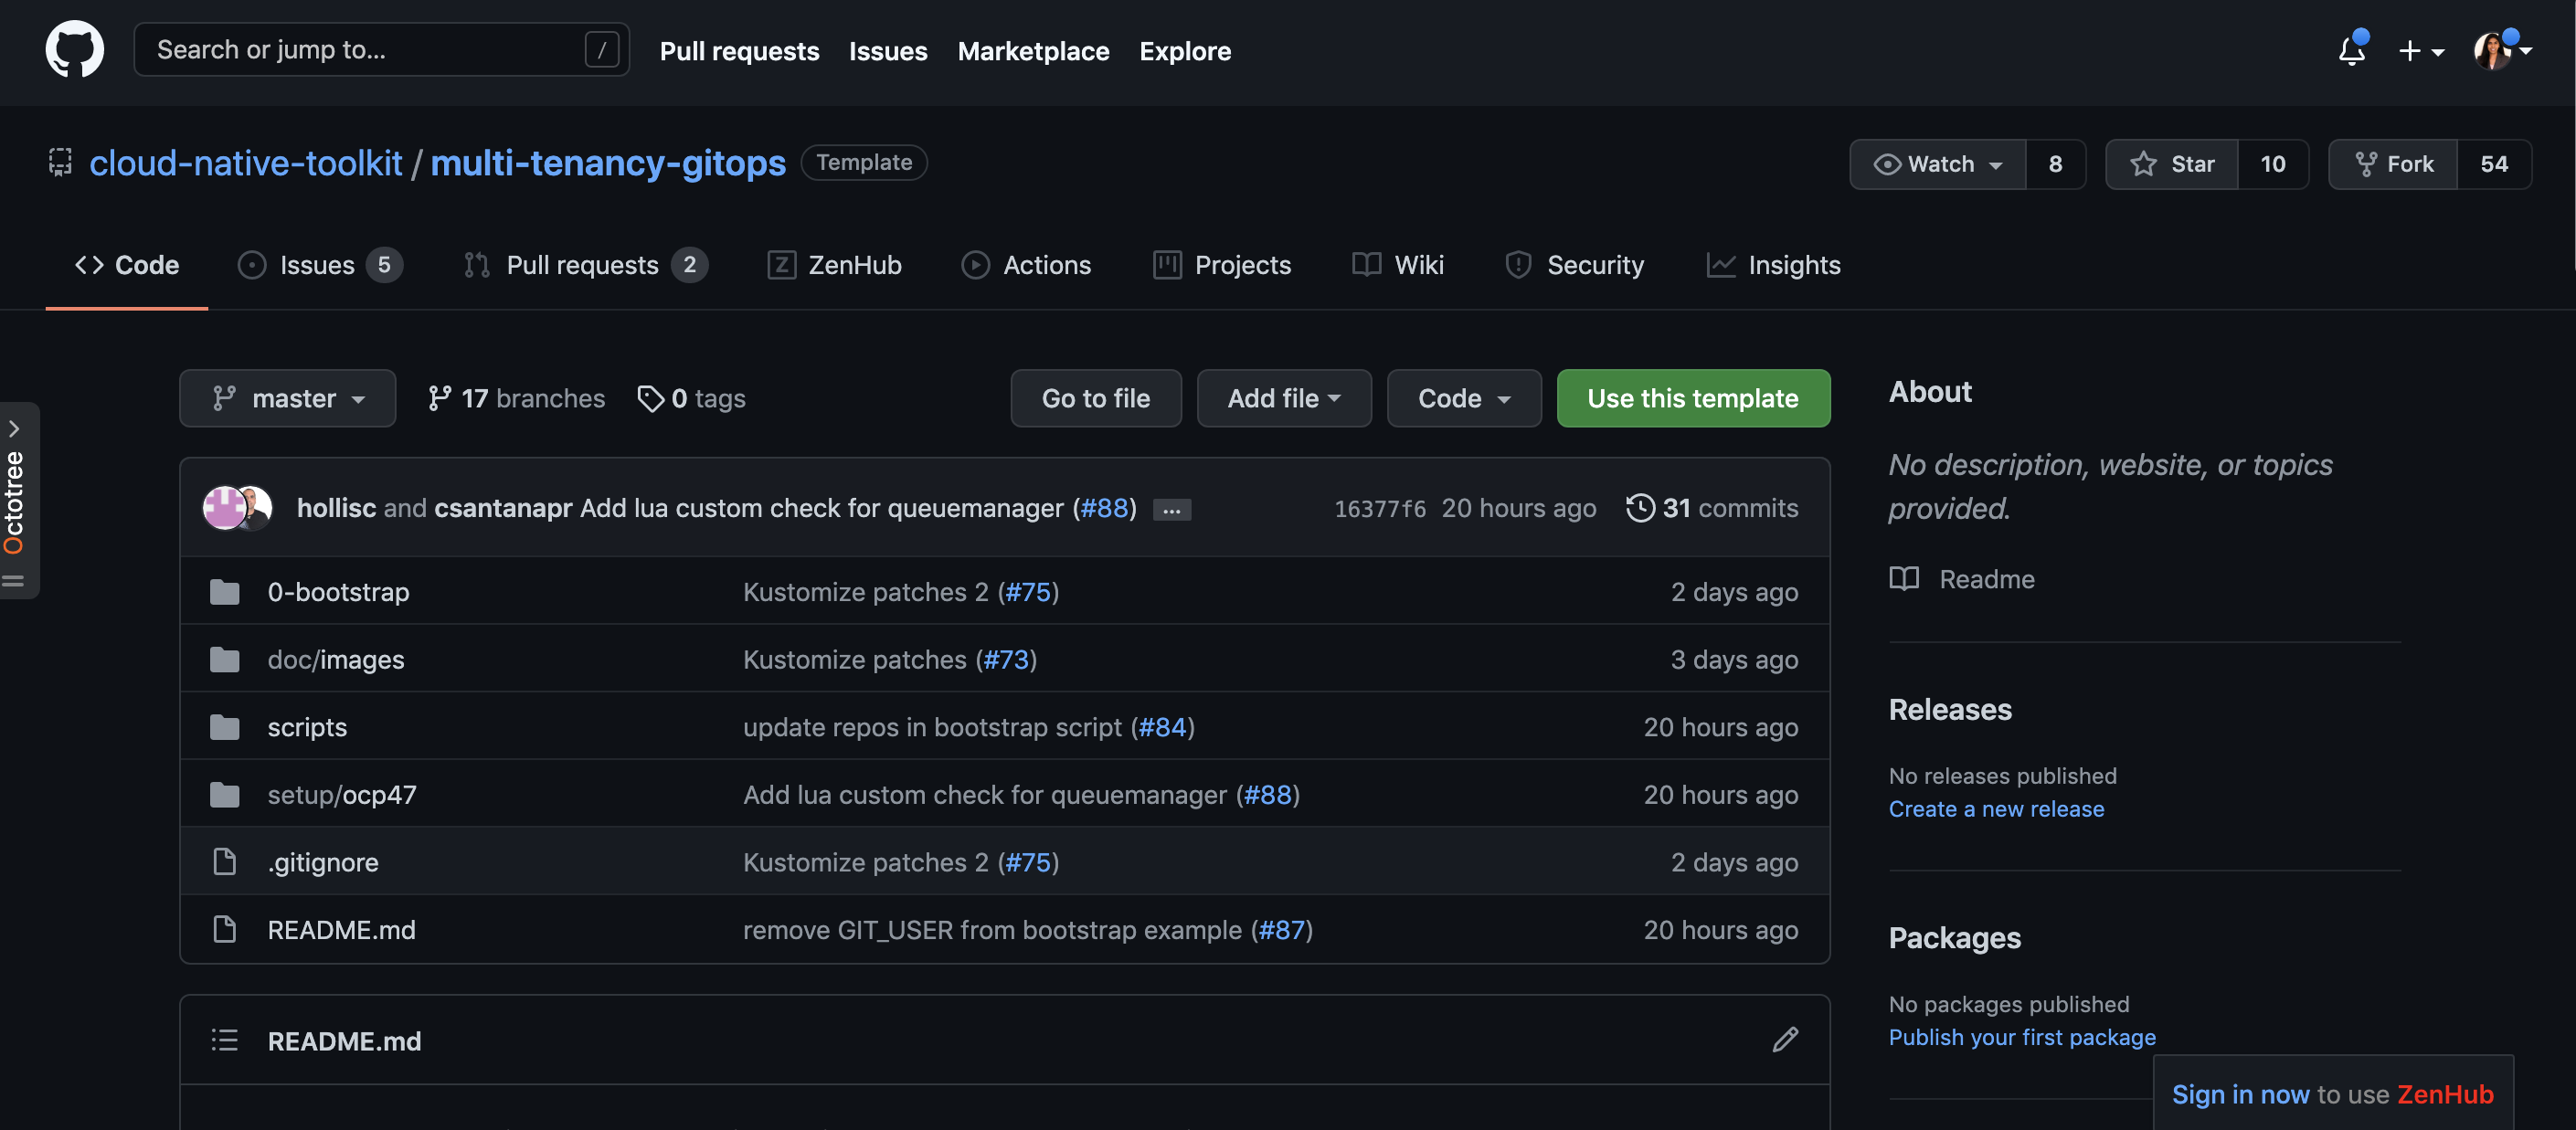 Search or jump to... /
Pull requests Issues Marketplace Explore
cloud-native-toolkit / multi-tenancy-gitops Template
Watch 8 Star 10 Fork 54
Code Issues 5 Pull requests 2 ZenHub Actions Projects Wiki Security Insights
master 17 branches 0 tags Go to file Add file Code Use this template
Octotree
hollisc and csantanapr Add lua custom check for queuemanager (#88) ... 16377f6 20 hours ago 31 commits
0-bootstrap Kustomize patches 2 (#75) 2 days ago
doc/images Kustomize patches (#73) 3 days ago
scripts update repos in bootstrap script (#84) 20 hours ago
setup/ocp47 Add lua custom check for queuemanager (#88) 20 hours ago
.gitignore Kustomize patches 2 (#75) 2 days ago
README.md remove GIT_USER from bootstrap example (#87) 20 hours ago
README.md
About
No description, website, or topics
provided.
Readme
Releases
No releases published
Create a new release
Packages
No packages published
Publish your first package
Sign in now to use ZenHub